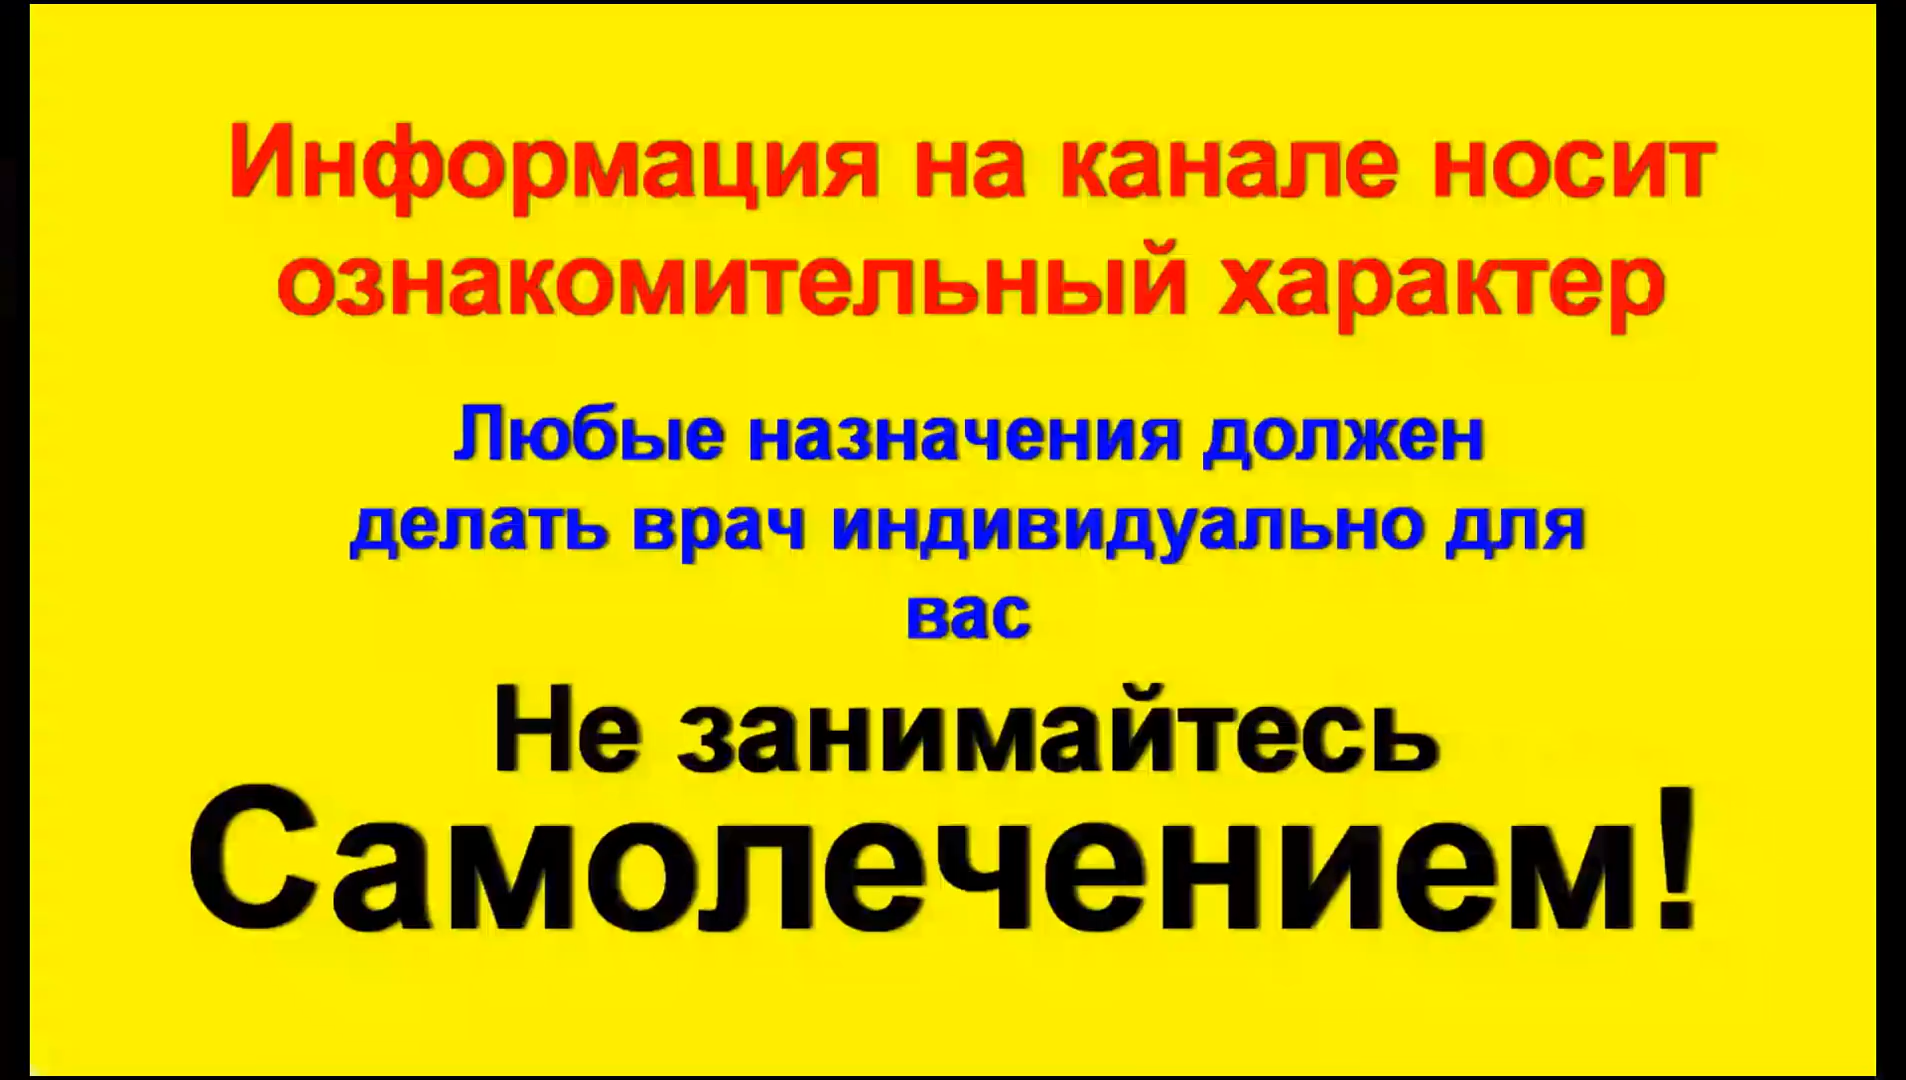 Информация на канале носит
ознакомительный характер
Любые назначения должен
делать врач индивидуально для
вас
Не занимайтесь
Самолечением!